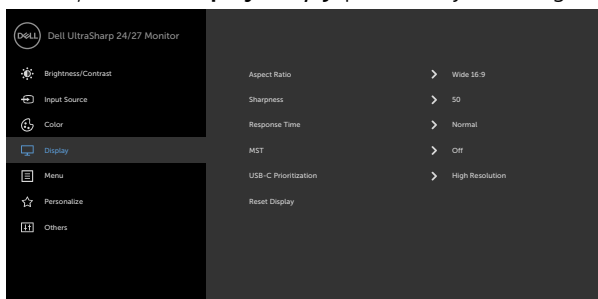 DELL Dell UltraSharp 24/27 Monitor
Brightness/Contrast
Input Source
Color
Display
Menu
Personalize
Others
Aspect Ratio Wide 16:9
Sharpness 50
Response Time Normal
MST Off
USB-C Prioritization High Resolution
Reset Display